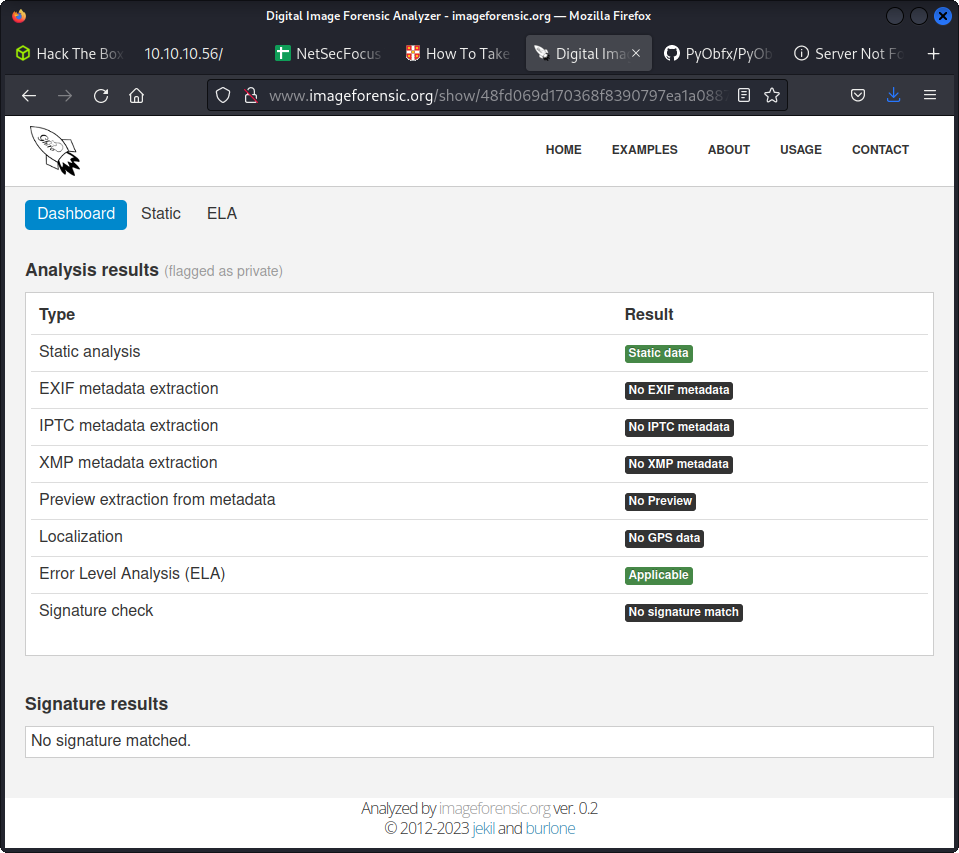 Digital Image Forensic Analyzer - imageforensic.org — Mozilla Firefox
Hack The Box 10.10.10.56/ NetSecFocus How To Take Digital Ima PyObfx/PyOb Server Not Fo
www.imageforensic.org/show/48fd069d170368f8390797ea1a088
Ghiro HOME EXAMPLES ABOUT USAGE CONTACT
Dashboard Static ELA
Analysis results (flagged as private)
Type Result
Static analysis Static data
EXIF metadata extraction No EXIF metadata
IPTC metadata extraction No IPTC metadata
XMP metadata extraction No XMP metadata
Preview extraction from metadata No Preview
Localization No GPS data
Error Level Analysis (ELA) Applicable
Signature check No signature match
Signature results
No signature matched.
Analyzed by imageforensic.org ver. 0.2
© 2012-2023 jekil and burlone